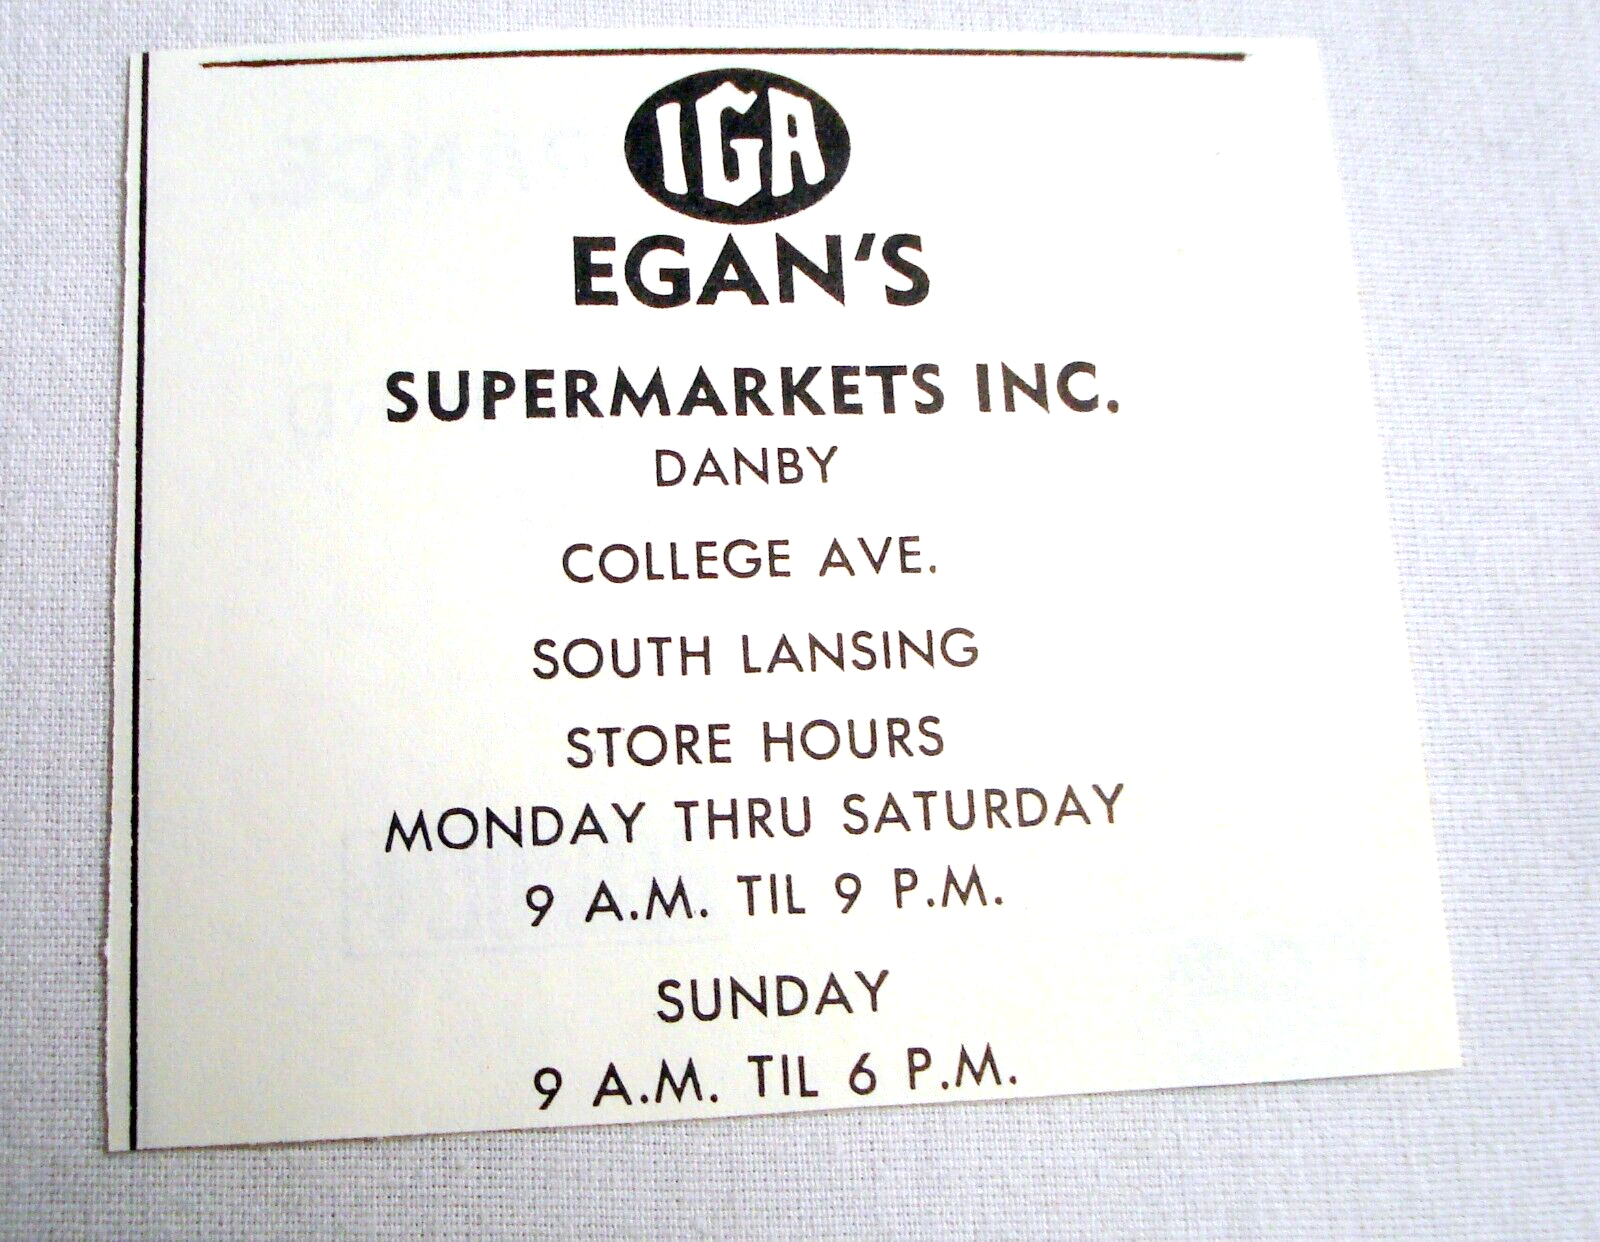 IGA
EGAN'S
SUPERMARKETS INC.
DANBY
COLLEGE AVE.
SOUTH LANSING
STORE HOURS
MONDAY THRU SATURDAY
9 A.M. TIL 9 P.M.
SUNDAY
9 A.M. TIL 6 P.M.